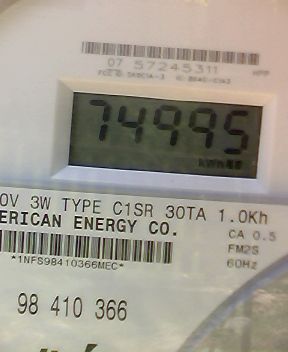 07 57245311
74995
0V 3W TYPE C1SR 30TA 1.0Kh
ERICAN ENERGY CO.
CA 0.5
FM2S
*1NFS98410366MEC*
60Hz
98 410 366